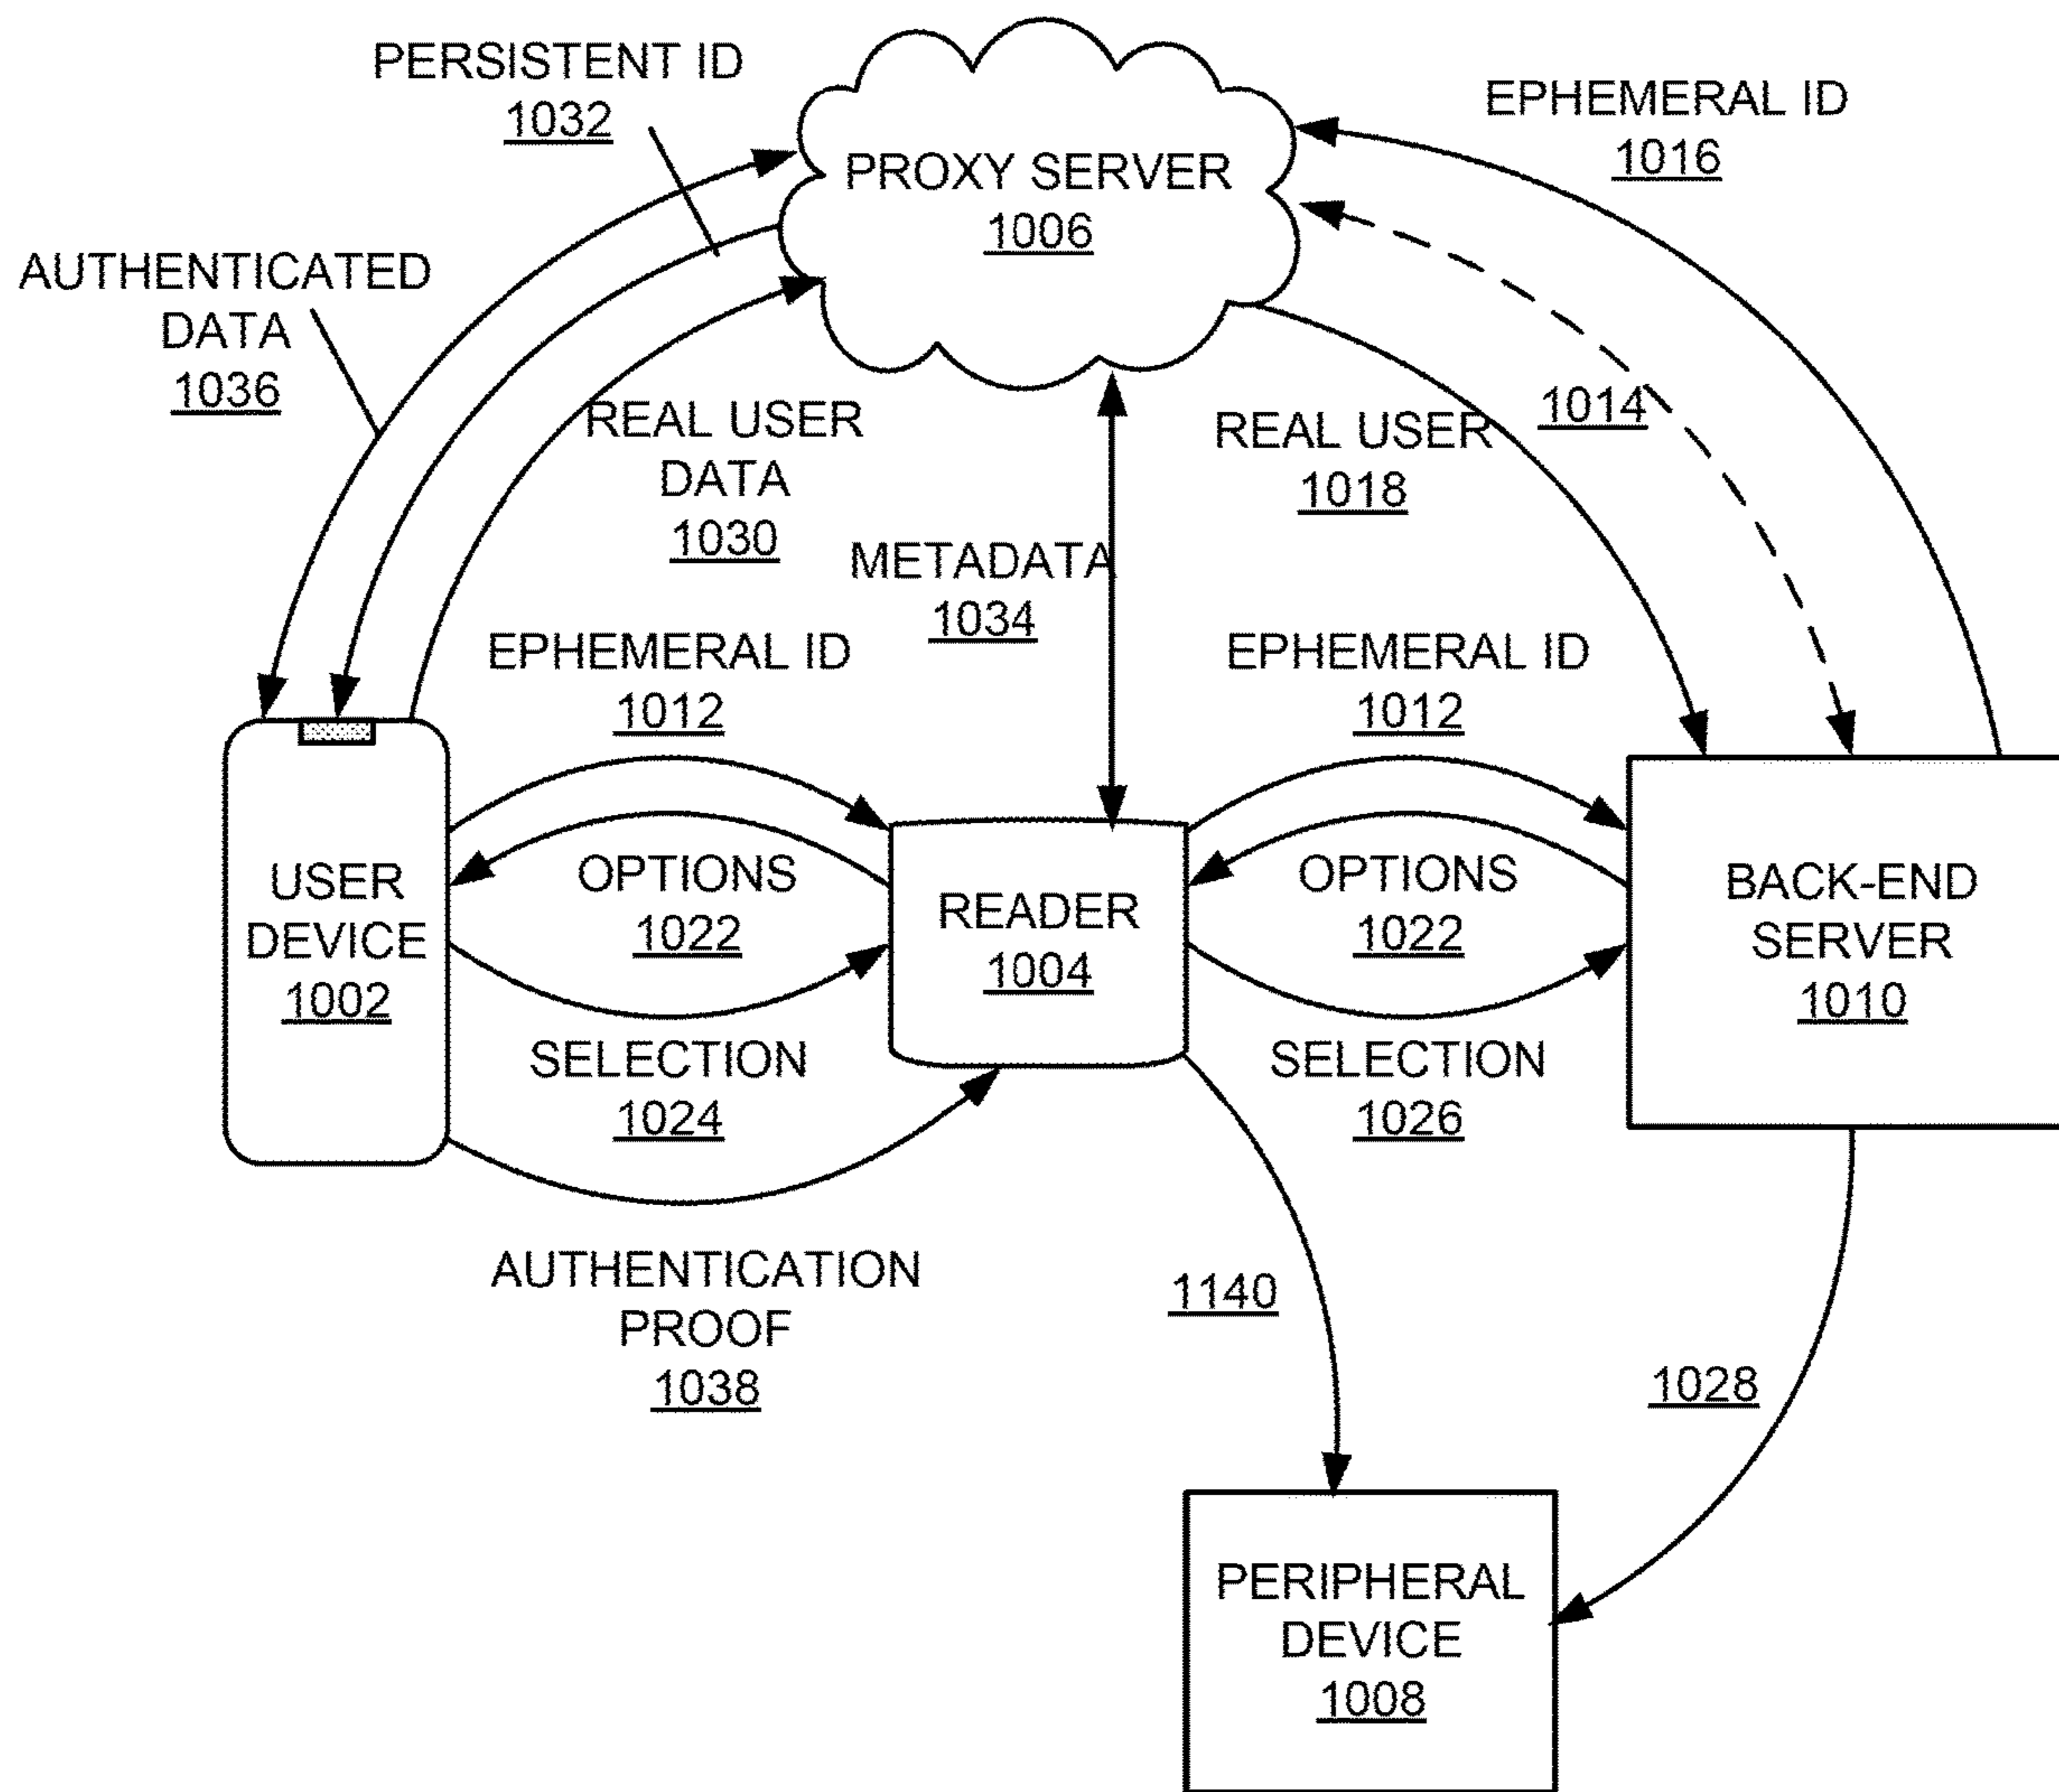 PERSISTENT ID
1032
EPHEMERAL ID
1016
PROXY SERVER
1006
AUTHENTICATED
DATA
1036
REAL USER
DATA
1030
REAL USER
1018
1014
METADATA
1034
EPHEMERAL ID
1012
EPHEMERAL ID
1012
USER
DEVICE
1002
OPTIONS
1022
READER
1004
OPTIONS
1022
BACK-END
SERVER
1010
SELECTION
1024
SELECTION
1026
AUTHENTICATION
PROOF
1038
1140
1028
PERIPHERAL
DEVICE
1008